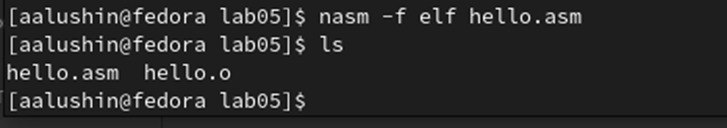 [aalushin@fedora lab05]$ nasm -f elf hello.asm
[aalushin@fedora lab05]$ ls
hello.asm  hello.o
[aalushin@fedora lab05]$